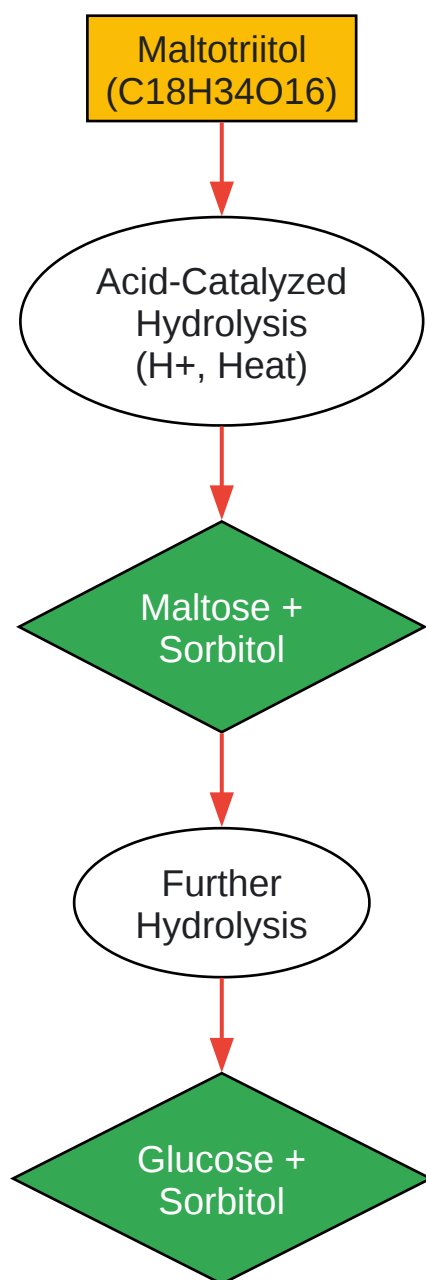 Maltotriitol
(C18H34O16)
Acid-Catalyzed
Hydrolysis
(H+, Heat)
Maltose +
Sorbitol
Further
Hydrolysis
Glucose +
Sorbitol